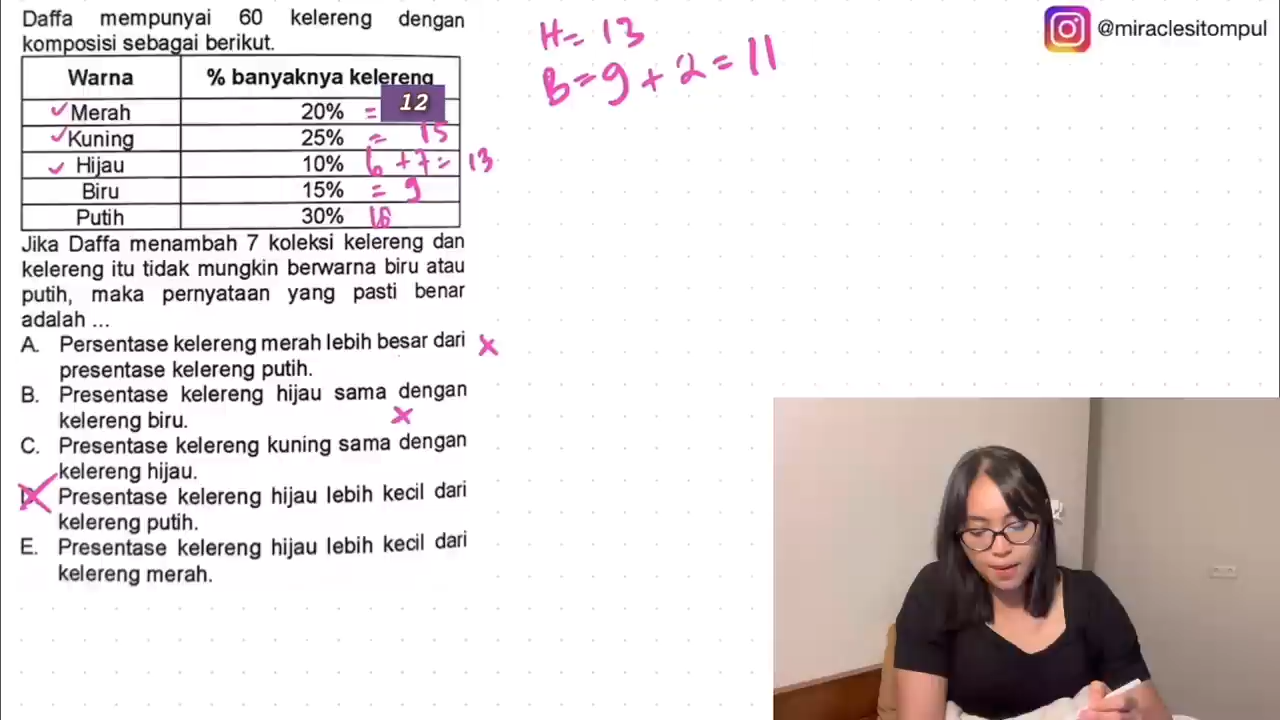 Daffa mempunyai 60 kelereng dengan
komposisi sebagai berikut.
Warna % banyaknya kelereng
✓ Merah 20% = 12
✓ Kuning 25% = 15
✓ Hijau 10% 6 + 7 = 13
Biru 15% = 9
Putih 30% 18
Jika Daffa menambah 7 koleksi kelereng dan
kelereng itu tidak mungkin berwarna biru atau
putih, maka pernyataan yang pasti benar
adalah ...
A. Persentase kelereng merah lebih besar dari x
presentase kelereng putih.
B. Presentase kelereng hijau sama dengan
kelereng biru. x
C. Presentase kelereng kuning sama dengan
kelereng hijau.
D. Presentase kelereng hijau lebih kecil dari
kelereng putih.
E. Presentase kelereng hijau lebih kecil dari
kelereng merah.
H = 13
B = 9 + 2 = 11
@miraclesitompul